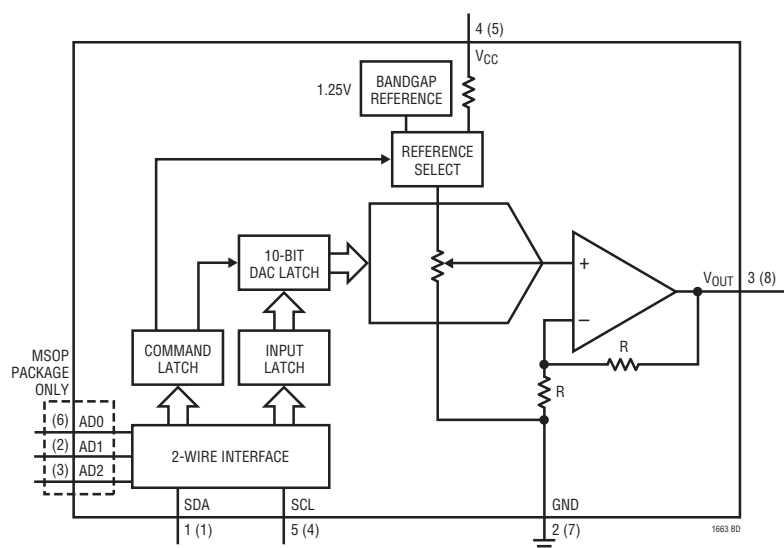 4 (5)
VCC
1.25V
BANDGAP
REFERENCE
REFERENCE
SELECT
10-BIT
DAC LATCH
+
−
VOUT
3 (8)
R
R
COMMAND
LATCH
INPUT
LATCH
MSOP
PACKAGE
ONLY
(6) AD0
(2) AD1
(3) AD2
2-WIRE INTERFACE
SDA
SCL
GND
1 (1)
5 (4)
2 (7)
1663 BD